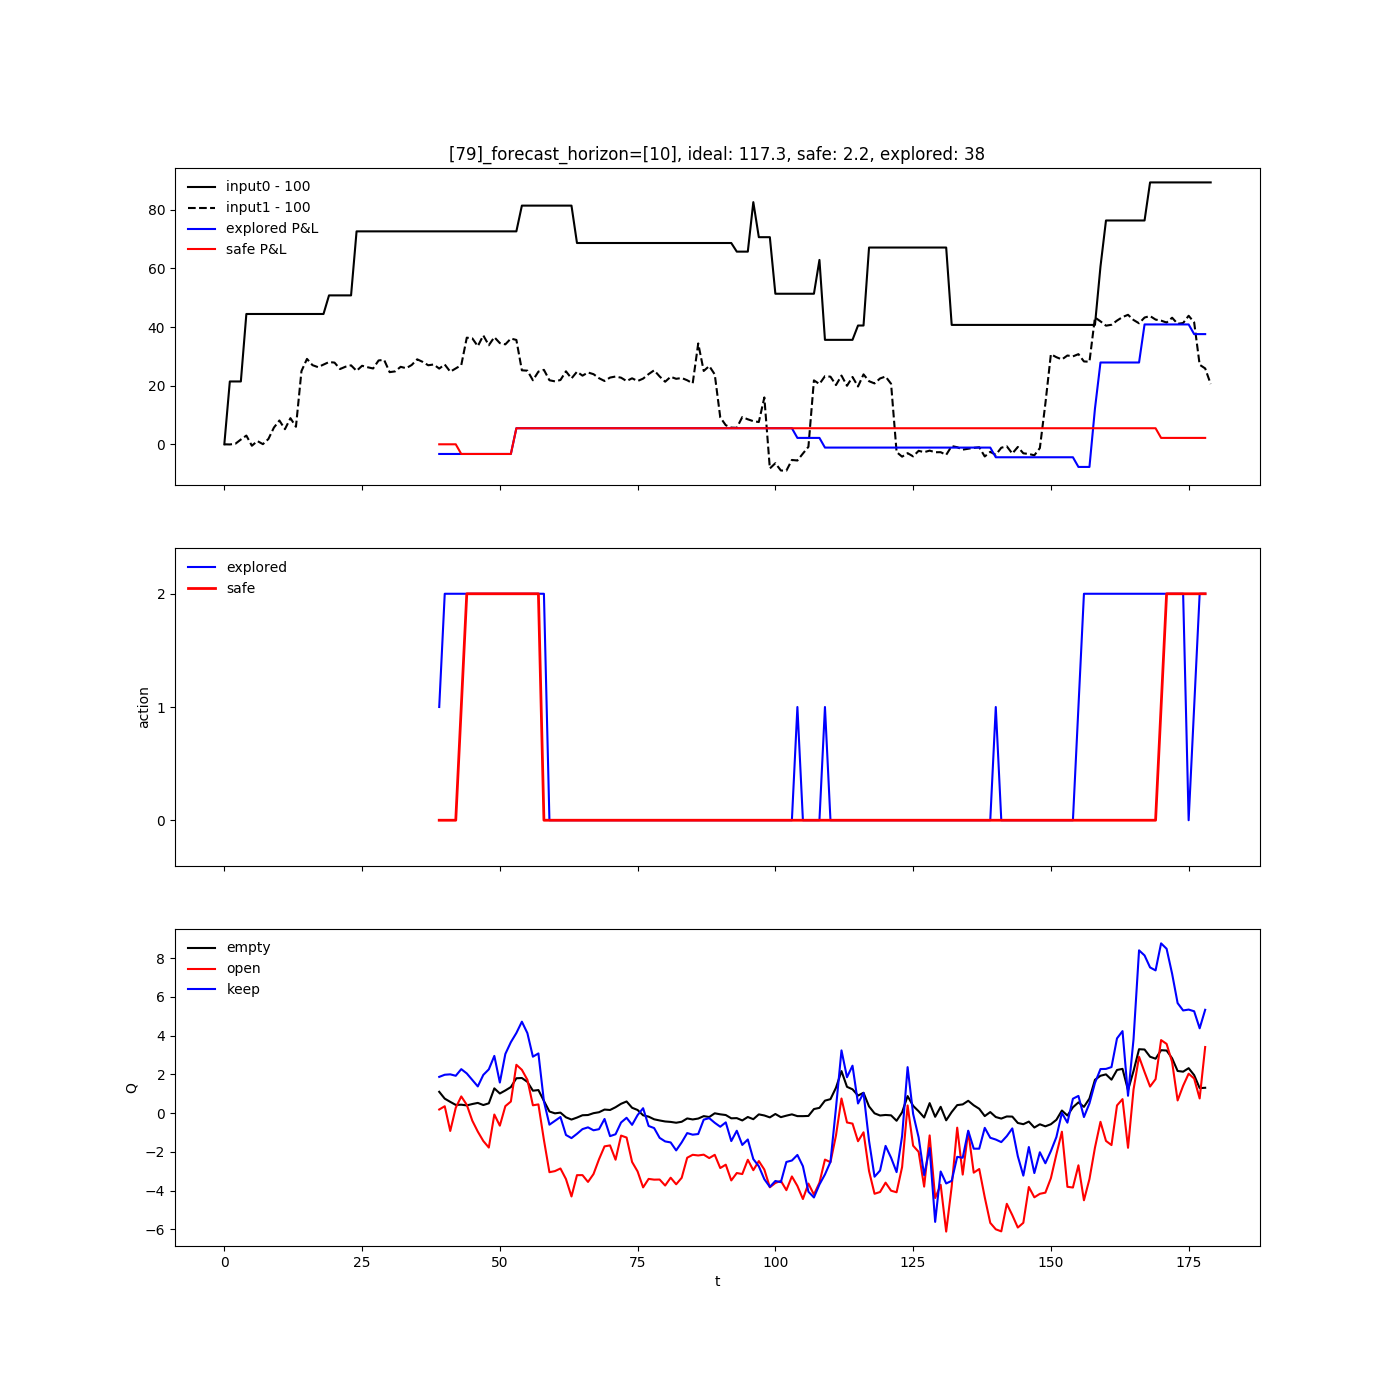 [79]_forecast_horizon=[10], ideal: 117.3, safe: 2.2, explored: 38
input0 - 100
input1 - 100
explored P&L
safe P&L
80
60
40
20
0
explored
safe
2
1
0
action
empty
open
keep
8
6
4
2
0
−2
−4
−6
Q
0 25 50 75 100 125 150 175
t